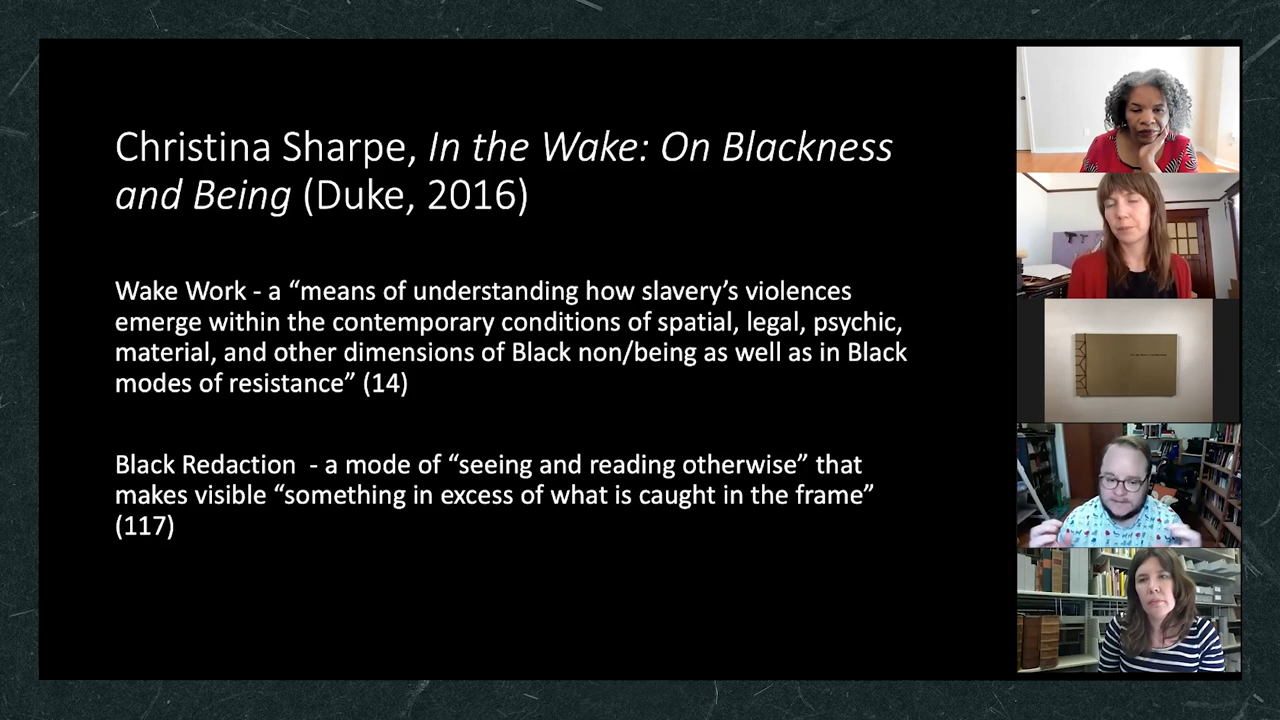 Christina Sharpe, In the Wake: On Blackness
and Being (Duke, 2016)
Wake Work - a “means of understanding how slavery’s violences
emerge within the contemporary conditions of spatial, legal, psychic,
material, and other dimensions of Black non/being as well as in Black
modes of resistance” (14)
Black Redaction  - a mode of “seeing and reading otherwise” that
makes visible “something in excess of what is caught in the frame”
(117)